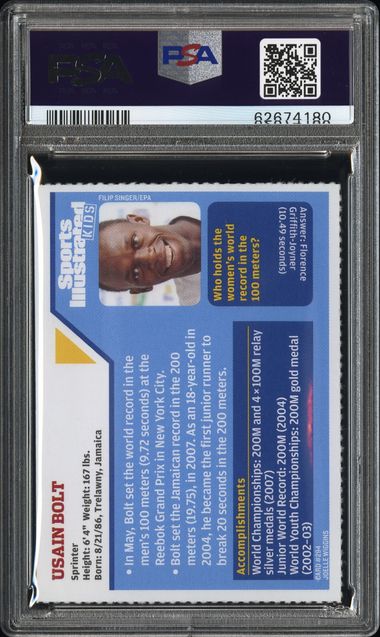 PSA
PSA
62674180
USAIN BOLT
Sprinter
Height: 6'4" Weight: 167 lbs.
Born: 8/21/86, Trelawny, Jamaica
Sports
Illustrated
KIDS
FILIP SINGER/EPA
• In May, Bolt set the world record in the
men's 100 meters (9.72 seconds) at the
Reebok Grand Prix in New York City.
• Bolt set the Jamaican record in the 200
meters (19.75), in 2007. As an 18-year-old in
2004, he became the first junior runner to
break 20 seconds in the 200 meters.
Who holds the
women's world
record in the
100 meters?
Answer: Florence
Griffith-Joyner
(10.49 seconds)
Accomplishments
World Championships: 200M and 4 x 100M relay
silver medals (2007)
Junior World Record: 200M (2004)
World Youth Championships: 200M gold medal
(2002-03)
CARD #294
JOELLE WIGGINS